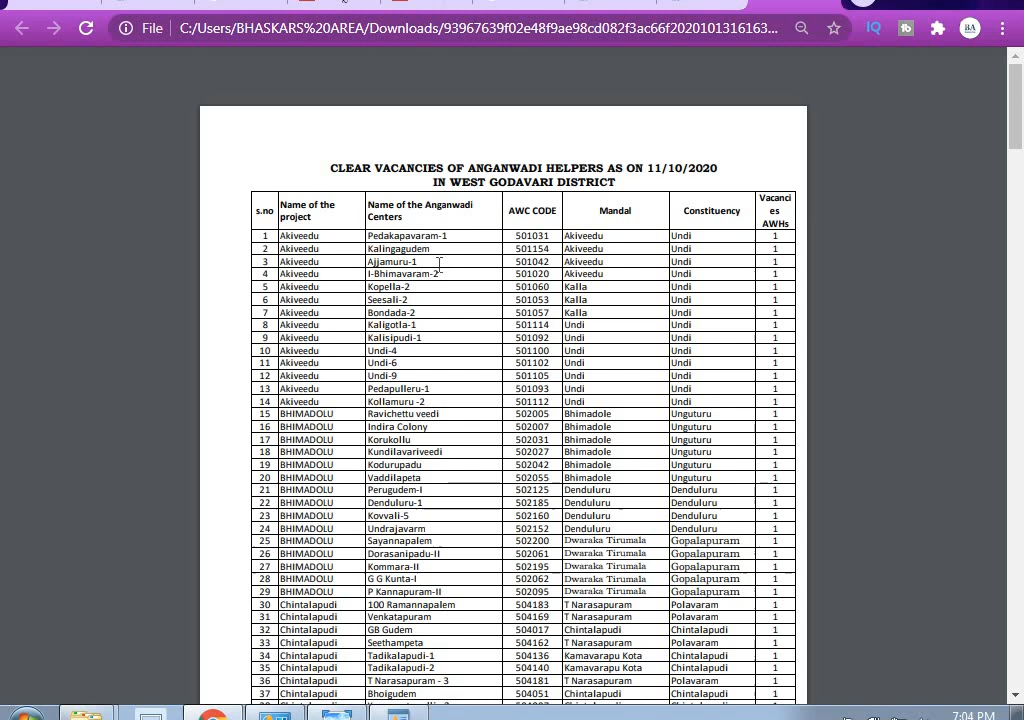 File C:/Users/BHASKARS%20AREA/Downloads/93967639f02e48f9ae98cd082f3ac66f2020101316163... IQ tb BA
CLEAR VACANCIES OF ANGANWADI HELPERS AS ON 11/10/2020
IN WEST GODAVARI DISTRICT
s.no Name of the project Name of the Anganwadi Centers AWC CODE Mandal Constituency Vacanci es AWHs
1 Akiveedu Pedakapavaram-1 501031 Akiveedu Undi 1
2 Akiveedu Kalingagudem 501154 Akiveedu Undi 1
3 Akiveedu Ajjamuru-1 501042 Akiveedu Undi 1
4 Akiveedu I-Bhimavaram-2 501020 Akiveedu Undi 1
5 Akiveedu Kopella-2 501060 Kalla Undi 1
6 Akiveedu Seesali-2 501053 Kalla Undi 1
7 Akiveedu Bondada-2 501057 Kalla Undi 1
8 Akiveedu Kaligotla-1 501114 Undi Undi 1
9 Akiveedu Kalisipudi-1 501092 Undi Undi 1
10 Akiveedu Undi-4 501100 Undi Undi 1
11 Akiveedu Undi-6 501102 Undi Undi 1
12 Akiveedu Undi-9 501105 Undi Undi 1
13 Akiveedu Pedapulleru-1 501093 Undi Undi 1
14 Akiveedu Kollamuru -2 501112 Undi Undi 1
15 BHIMADOLU Ravichettu veedi 502005 Bhimadole Unguturu 1
16 BHIMADOLU Indira Colony 502007 Bhimadole Unguturu 1
17 BHIMADOLU Korukollu 502031 Bhimadole Unguturu 1
18 BHIMADOLU Kundilavariveedi 502027 Bhimadole Unguturu 1
19 BHIMADOLU Kodurupadu 502042 Bhimadole Unguturu 1
20 BHIMADOLU Vaddilapeta 502055 Bhimadole Unguturu 1
21 BHIMADOLU Perugudem-I 502125 Denduluru Denduluru 1
22 BHIMADOLU Denduluru-1 502185 Denduluru Denduluru 1
23 BHIMADOLU Kovvali-5 502160 Denduluru Denduluru 1
24 BHIMADOLU Undrajavarm 502152 Denduluru Denduluru 1
25 BHIMADOLU Sayannapalem 502200 Dwaraka Tirumala Gopalapuram 1
26 BHIMADOLU Dorasanipadu-II 502061 Dwaraka Tirumala Gopalapuram 1
27 BHIMADOLU Kommara-II 502195 Dwaraka Tirumala Gopalapuram 1
28 BHIMADOLU G G Kunta-I 502062 Dwaraka Tirumala Gopalapuram 1
29 BHIMADOLU P Kannapuram-II 502095 Dwaraka Tirumala Gopalapuram 1
30 Chintalapudi 100 Ramannapalem 504183 T Narasapuram Polavaram 1
31 Chintalapudi Venkatapuram 504169 T Narasapuram Polavaram 1
32 Chintalapudi GB Gudem 504017 Chintalapudi Chintalapudi 1
33 Chintalapudi Seethampeta 504162 T Narasapuram Polavaram 1
34 Chintalapudi Tadikalapudi-1 504136 Kamavarapu Kota Chintalapudi 1
35 Chintalapudi Tadikalapudi-2 504140 Kamavarapu Kota Chintalapudi 1
36 Chintalapudi T Narasapuram - 3 504181 T Narasapuram Polavaram 1
37 Chintalapudi Bhoigudem 504051 Chintalapudi Chintalapudi 1
7:04 PM